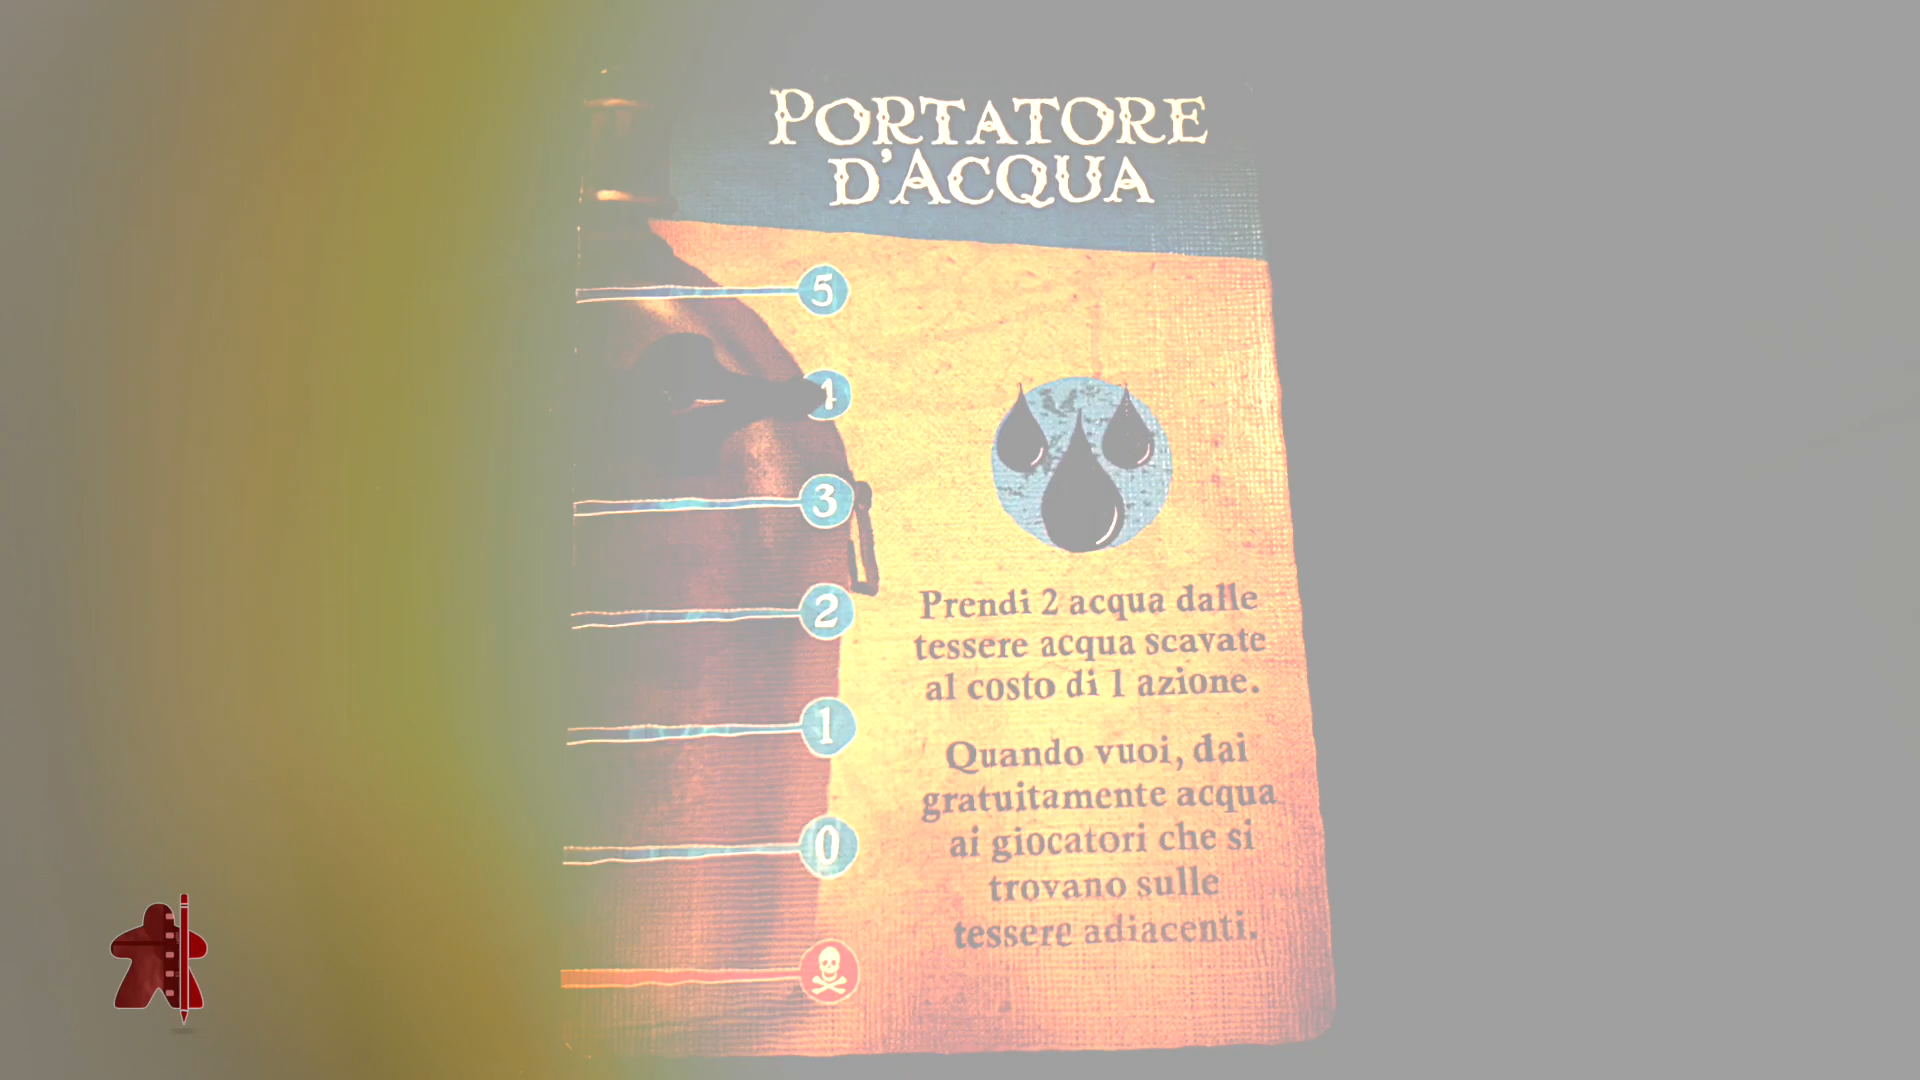 PORTATORE
D'ACQUA
5
4
3
2
1
0
Prendi 2 acqua dalle
tessere acqua scavate
al costo di 1 azione.
Quando vuoi, dai
gratuitamente acqua
ai giocatori che si
trovano sulle
tessere adiacenti.